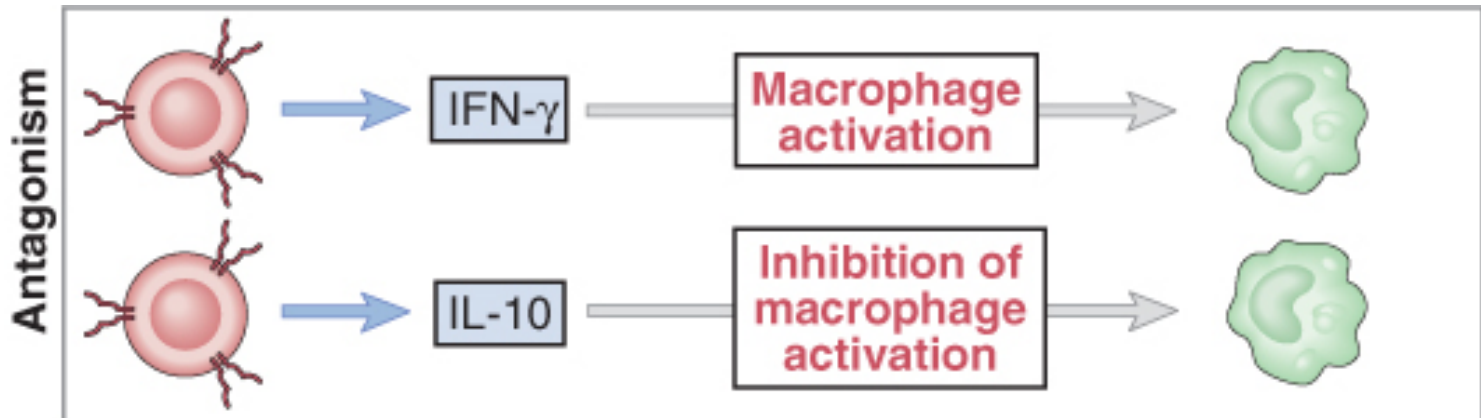 Antagonism
IFN-γ
Macrophage
activation
IL-10
Inhibition of
macrophage
activation